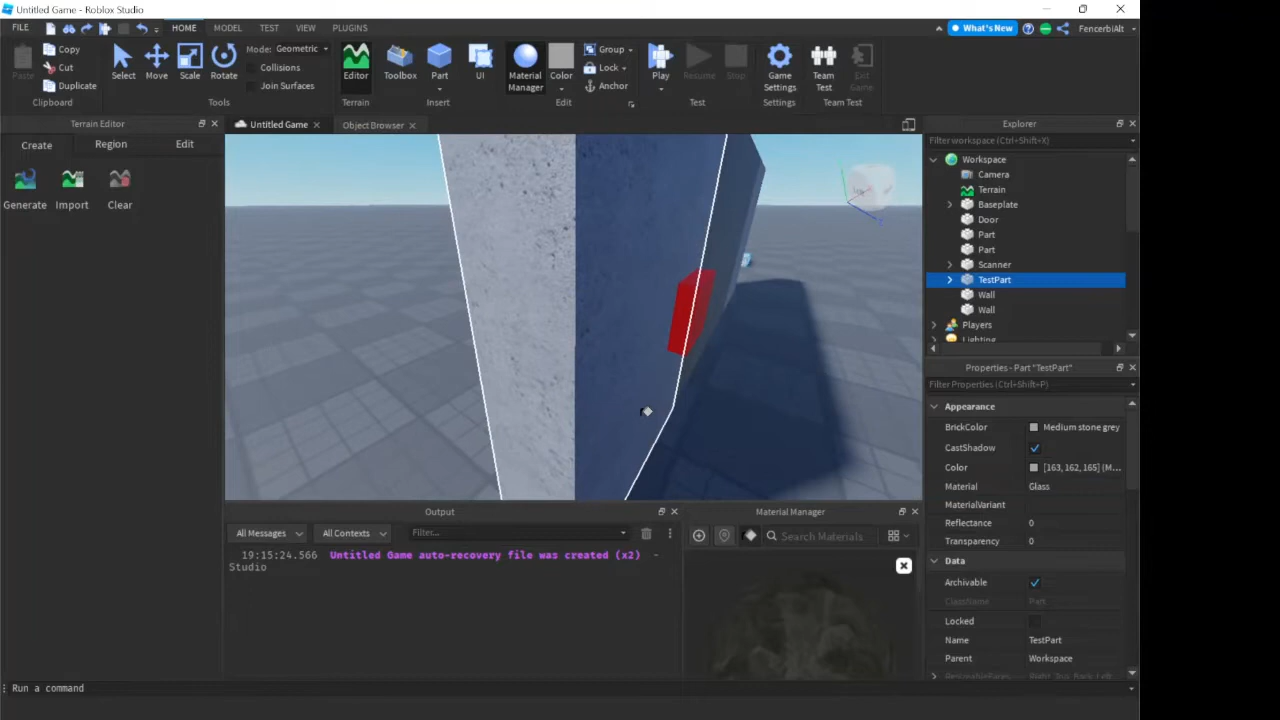 Untitled Game - Roblox Studio
FILE HOME MODEL TEST VIEW PLUGINS What's New FencerbiAlt
Copy Mode: Geometric Group
Cut Collisions Lock
Paste Duplicate Select Move Scale Rotate Join Surfaces Editor Toolbox Part UI Material Manager Color Anchor Play Resume Stop Game Settings Team Test Exit Game
Clipboard Tools Terrain Insert Edit Test Settings Team Test
Terrain Editor
Untitled Game Object Browser
Explorer
Create Region Edit
Generate Import Clear
Filter workspace (Ctrl+Shift+X)
Workspace
Camera
Terrain
Baseplate
Door
Part
Part
Scanner
TestPart
Wall
Wall
Players
Lighting
Properties - Part "TestPart"
Filter Properties (Ctrl+Shift+P)
Appearance
BrickColor Medium stone grey
CastShadow
Color [163, 162, 165] (M...
Material Glass
MaterialVariant
Reflectance 0
Transparency 0
Data
Archivable
ClassName Part
Locked
Name TestPart
Parent Workspace
Output
All Messages All Contexts Filter...
19:15:24.566 Untitled Game auto-recovery file was created (x2) -
Studio
Material Manager
Search Materials
Run a command